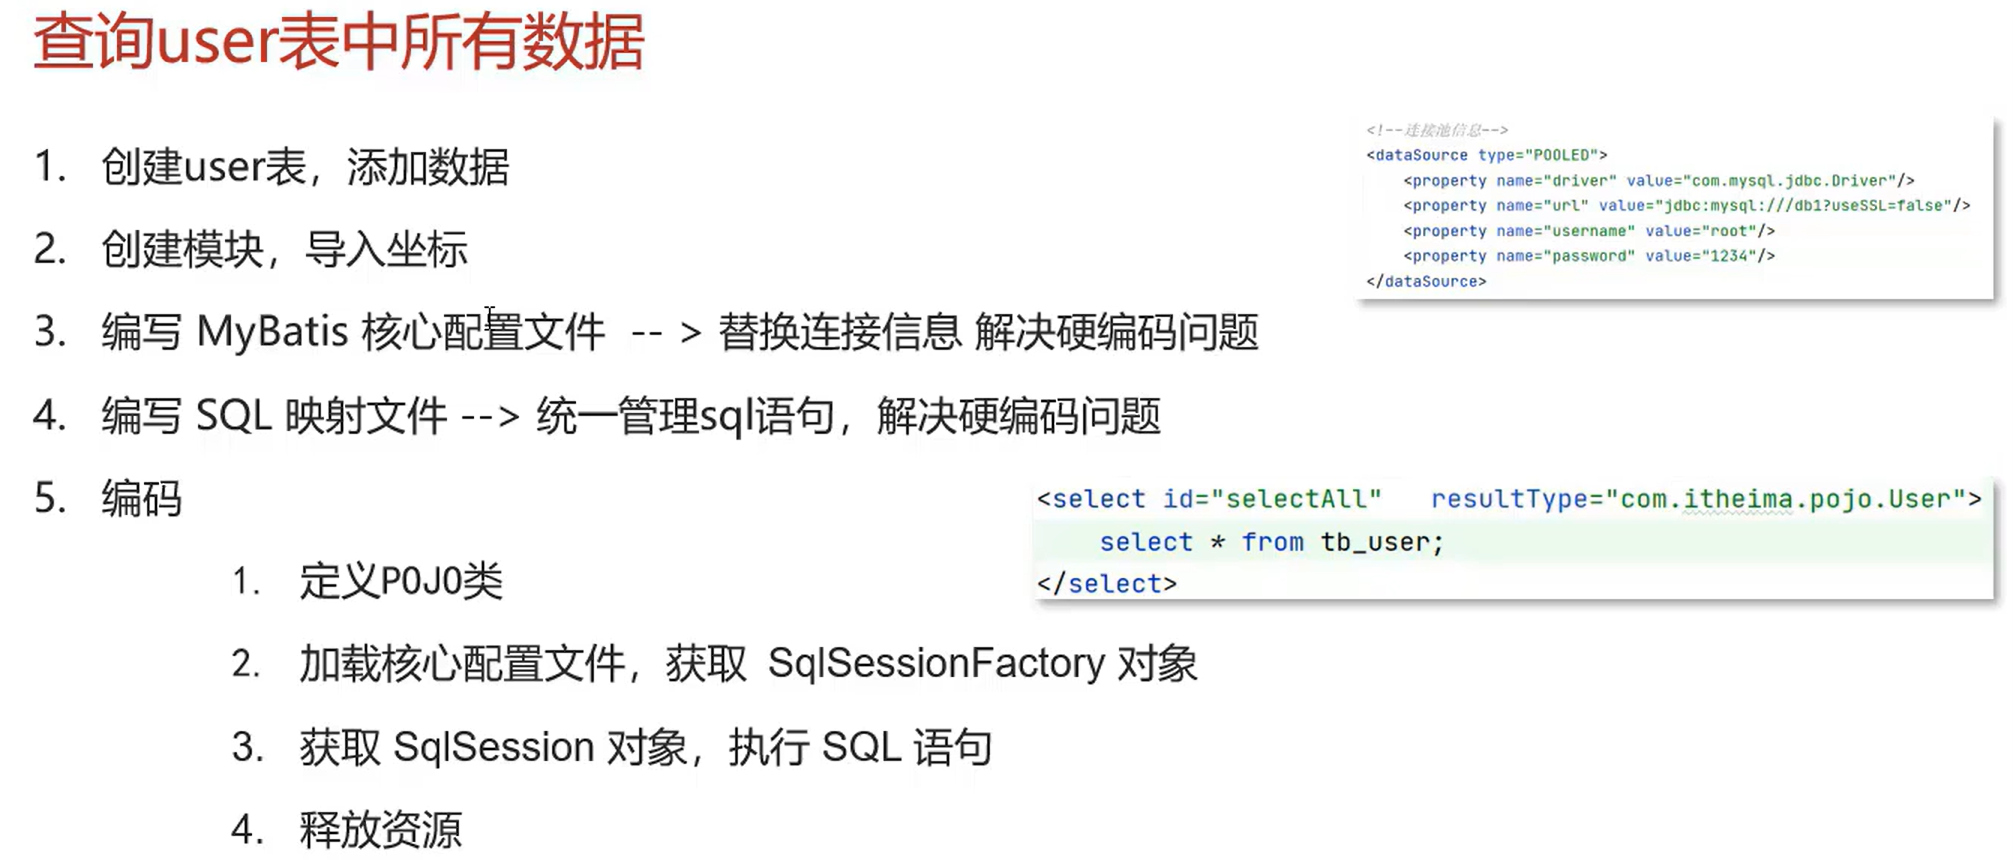 查询user表中所有数据
1. 创建user表，添加数据
2. 创建模块，导入坐标
3. 编写 MyBatis 核心配置文件 -- > 替换连接信息 解决硬编码问题
4. 编写 SQL 映射文件 --> 统一管理sql语句，解决硬编码问题
5. 编码
1. 定义POJO类
2. 加载核心配置文件，获取 SqlSessionFactory 对象
3. 获取 SqlSession 对象，执行 SQL 语句
4. 释放资源
<!--连接池信息-->
<dataSource type="POOLED">
<property name="driver" value="com.mysql.jdbc.Driver"/>
<property name="url" value="jdbc:mysql:///db1?useSSL=false"/>
<property name="username" value="root"/>
<property name="password" value="1234"/>
</dataSource>
<select id="selectAll" resultType="com.itheima.pojo.User">
select * from tb_user;
</select>